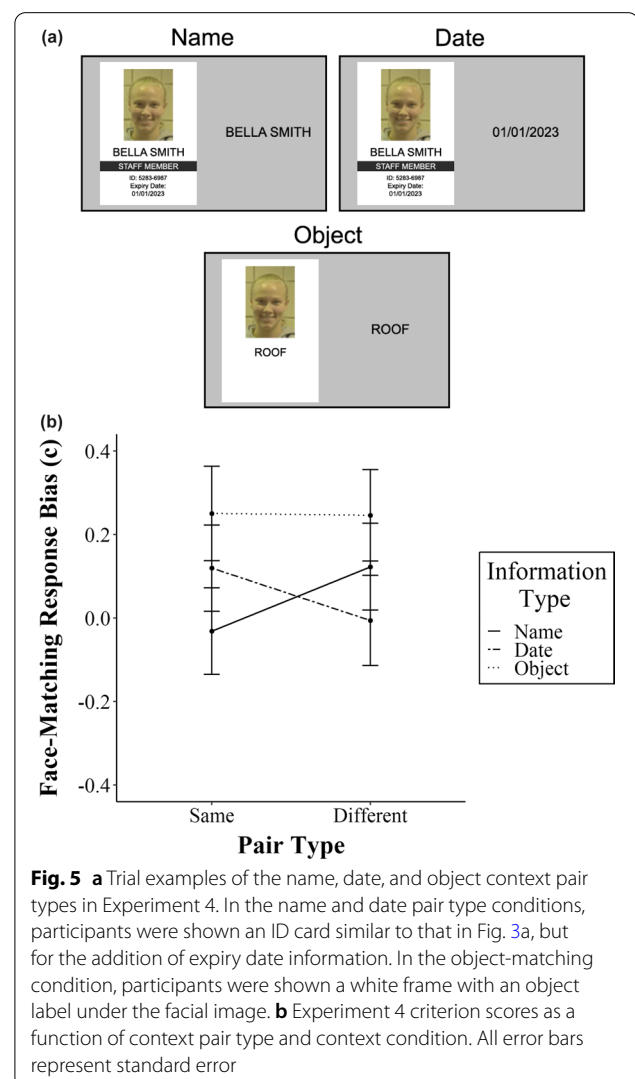 (a)
Name
Date
BELLA SMITH
STAFF MEMBER
ID: 5283-6987
Expiry Date:
01/01/2023
BELLA SMITH
BELLA SMITH
STAFF MEMBER
ID: 5283-6987
Expiry Date:
01/01/2023
01/01/2023
Object
ROOF
ROOF
(b)
Face-Matching Response Bias (c)
0.4
0.2
0.0
-0.2
-0.4
Same
Different
Pair Type
Information
Type
Name
Date
Object
Fig. 5 a Trial examples of the name, date, and object context pair
types in Experiment 4. In the name and date pair type conditions,
participants were shown an ID card similar to that in Fig. 3a, but
for the addition of expiry date information. In the object-matching
condition, participants were shown a white frame with an object
label under the facial image. b Experiment 4 criterion scores as a
function of context pair type and context condition. All error bars
represent standard error